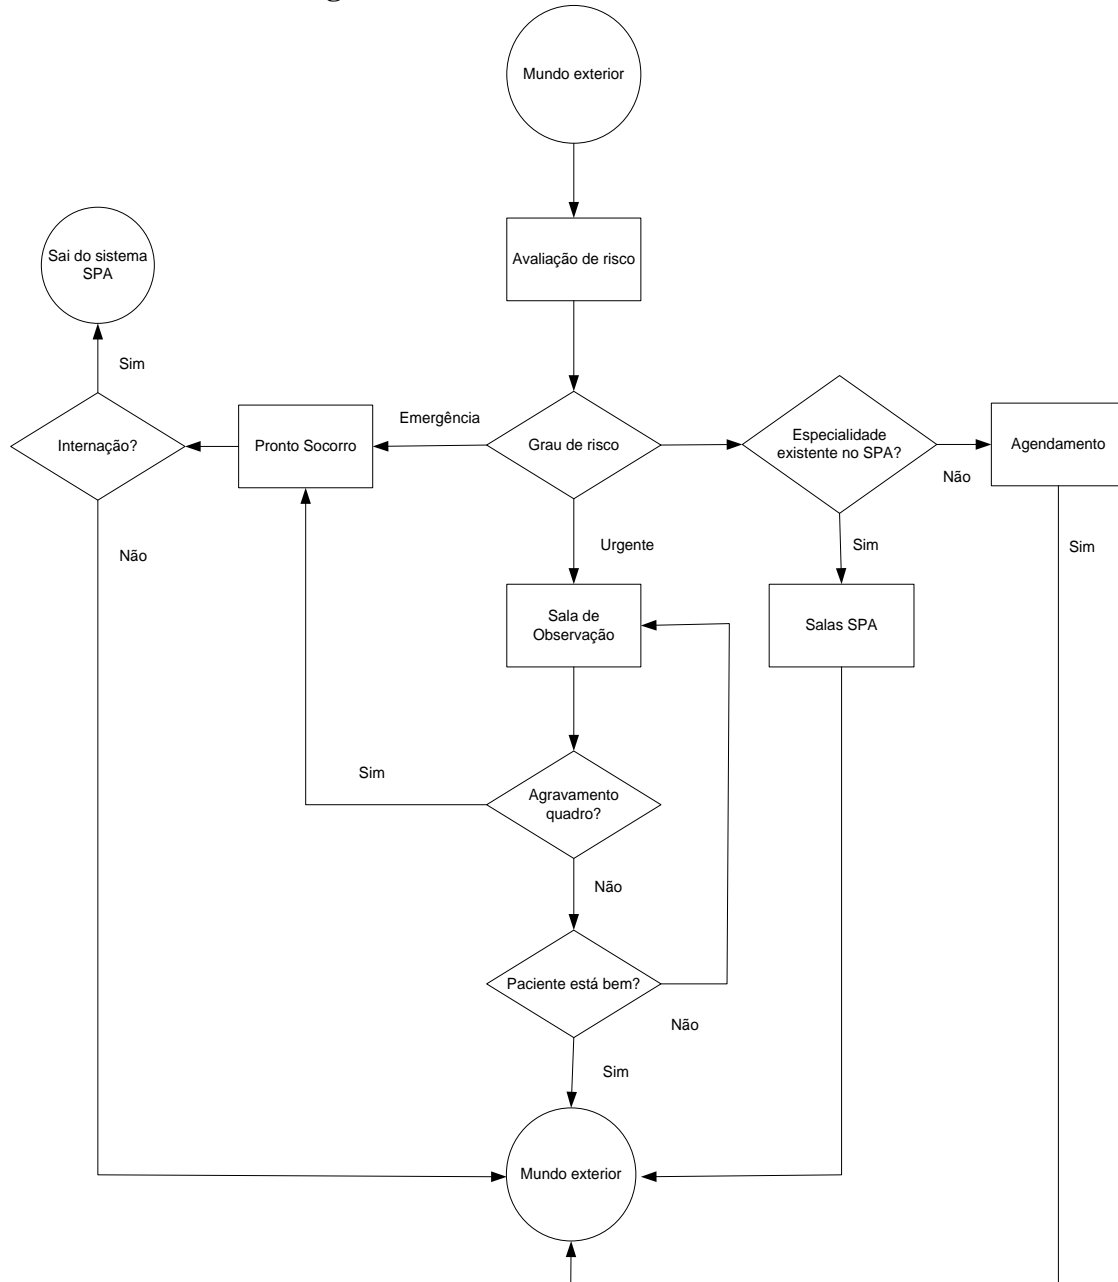 Mundo exterior
Avaliação de risco
Sai do sistema
SPA
Sim
Internação?
Pronto Socorro
Emergência
Grau de risco
Especialidade
existente no SPA?
Não
Agendamento
Não
Urgente
Sim
Sim
Sala de
Observação
Salas SPA
Sim
Agravamento
quadro?
Não
Paciente está bem?
Não
Sim
Mundo exterior